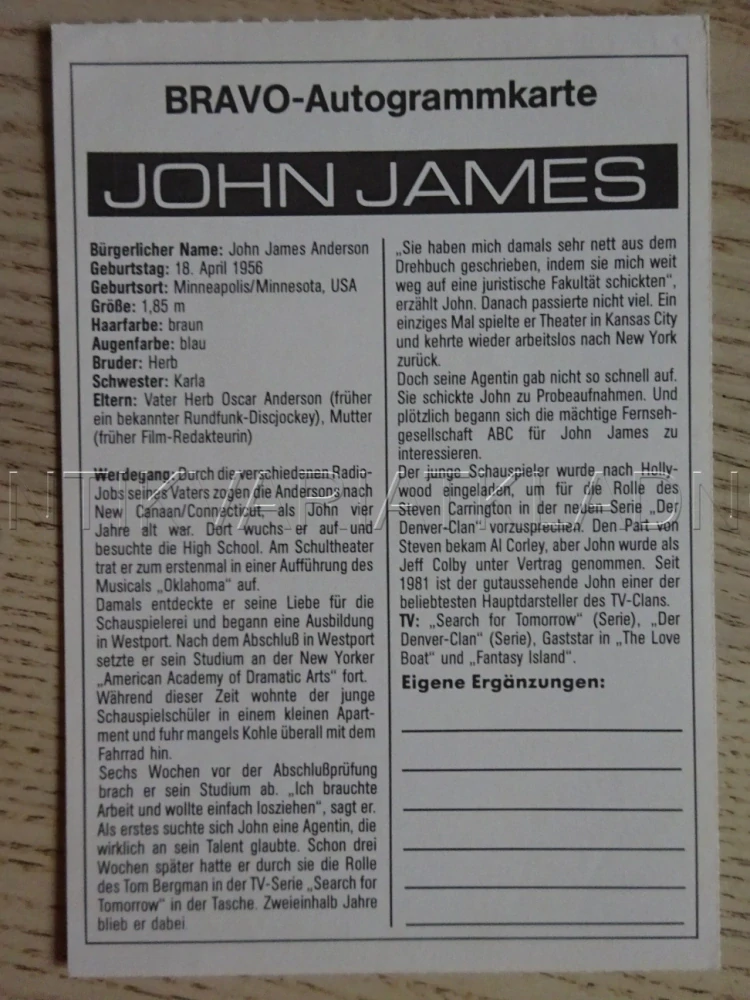 BRAVO-Autogrammkarte
JOHN JAMES
Bürgerlicher Name: John James Anderson
Geburtstag: 18. April 1956
Geburtsort: Minneapolis/Minnesota, USA
Größe: 1,85 m
Haarfarbe: braun
Augenfarbe: blau
Bruder: Herb
Schwester: Karla
Eltern: Vater Herb Oscar Anderson (früher
ein bekannter Rundfunk-Discjockey), Mutter
(früher Film-Redakteurin)
Werdegang: Durch die verschiedenen Radio-
Jobs seines Vaters zogen die Andersons nach
New Canaan/Connecticut, als John vier
Jahre alt war. Dort wuchs er auf und
besuchte die High School. Am Schultheater
trat er zum erstenmal in einer Aufführung des
Musicals „Oklahoma" auf.
Damals entdeckte er seine Liebe für die
Schauspielerei und begann eine Ausbildung
in Westport. Nach dem Abschluß in Westport
setzte er sein Studium an der New Yorker
„American Academy of Dramatic Arts" fort.
Während dieser Zeit wohnte der junge
Schauspielschüler in einem kleinen Apart-
ment und fuhr mangels Kohle überall mit dem
Fahrrad hin.
Sechs Wochen vor der Abschlußprüfung
brach er sein Studium ab. „Ich brauchte
Arbeit und wollte einfach losziehen", sagt er.
Als erstes suchte sich John eine Agentin, die
wirklich an sein Talent glaubte. Schon drei
Wochen später hatte er durch sie die Rolle
des Tom Bergman in der TV-Serie „Search for
Tomorrow" in der Tasche. Zweieinhalb Jahre
blieb er dabei
„Sie haben mich damals sehr nett aus dem
Drehbuch geschrieben, indem sie mich weit
weg auf eine juristische Fakultät schickten",
erzählt John. Danach passierte nicht viel. Ein
einziges Mal spielte er Theater in Kansas City
und kehrte wieder arbeitslos nach New York
zurück.
Doch seine Agentin gab nicht so schnell auf.
Sie schickte John zu Probeaufnahmen. Und
plötzlich begann sich die mächtige Fernseh-
gesellschaft ABC für John James zu
interessieren.
Der junge Schauspieler wurde nach Holly-
wood eingeladen, um für die Rolle des
Steven Carrington in der neuen Serie „Der
Denver-Clan" vorzusprechen. Den Part von
Steven bekam Al Corley, aber John wurde als
Jeff Colby unter Vertrag genommen. Seit
1981 ist der gutaussehende John einer der
beliebtesten Hauptdarsteller des TV-Clans.
TV: „Search for Tomorrow" (Serie), „Der
Denver-Clan" (Serie), Gaststar in „The Love
Boat" und „Fantasy Island".
Eigene Ergänzungen: